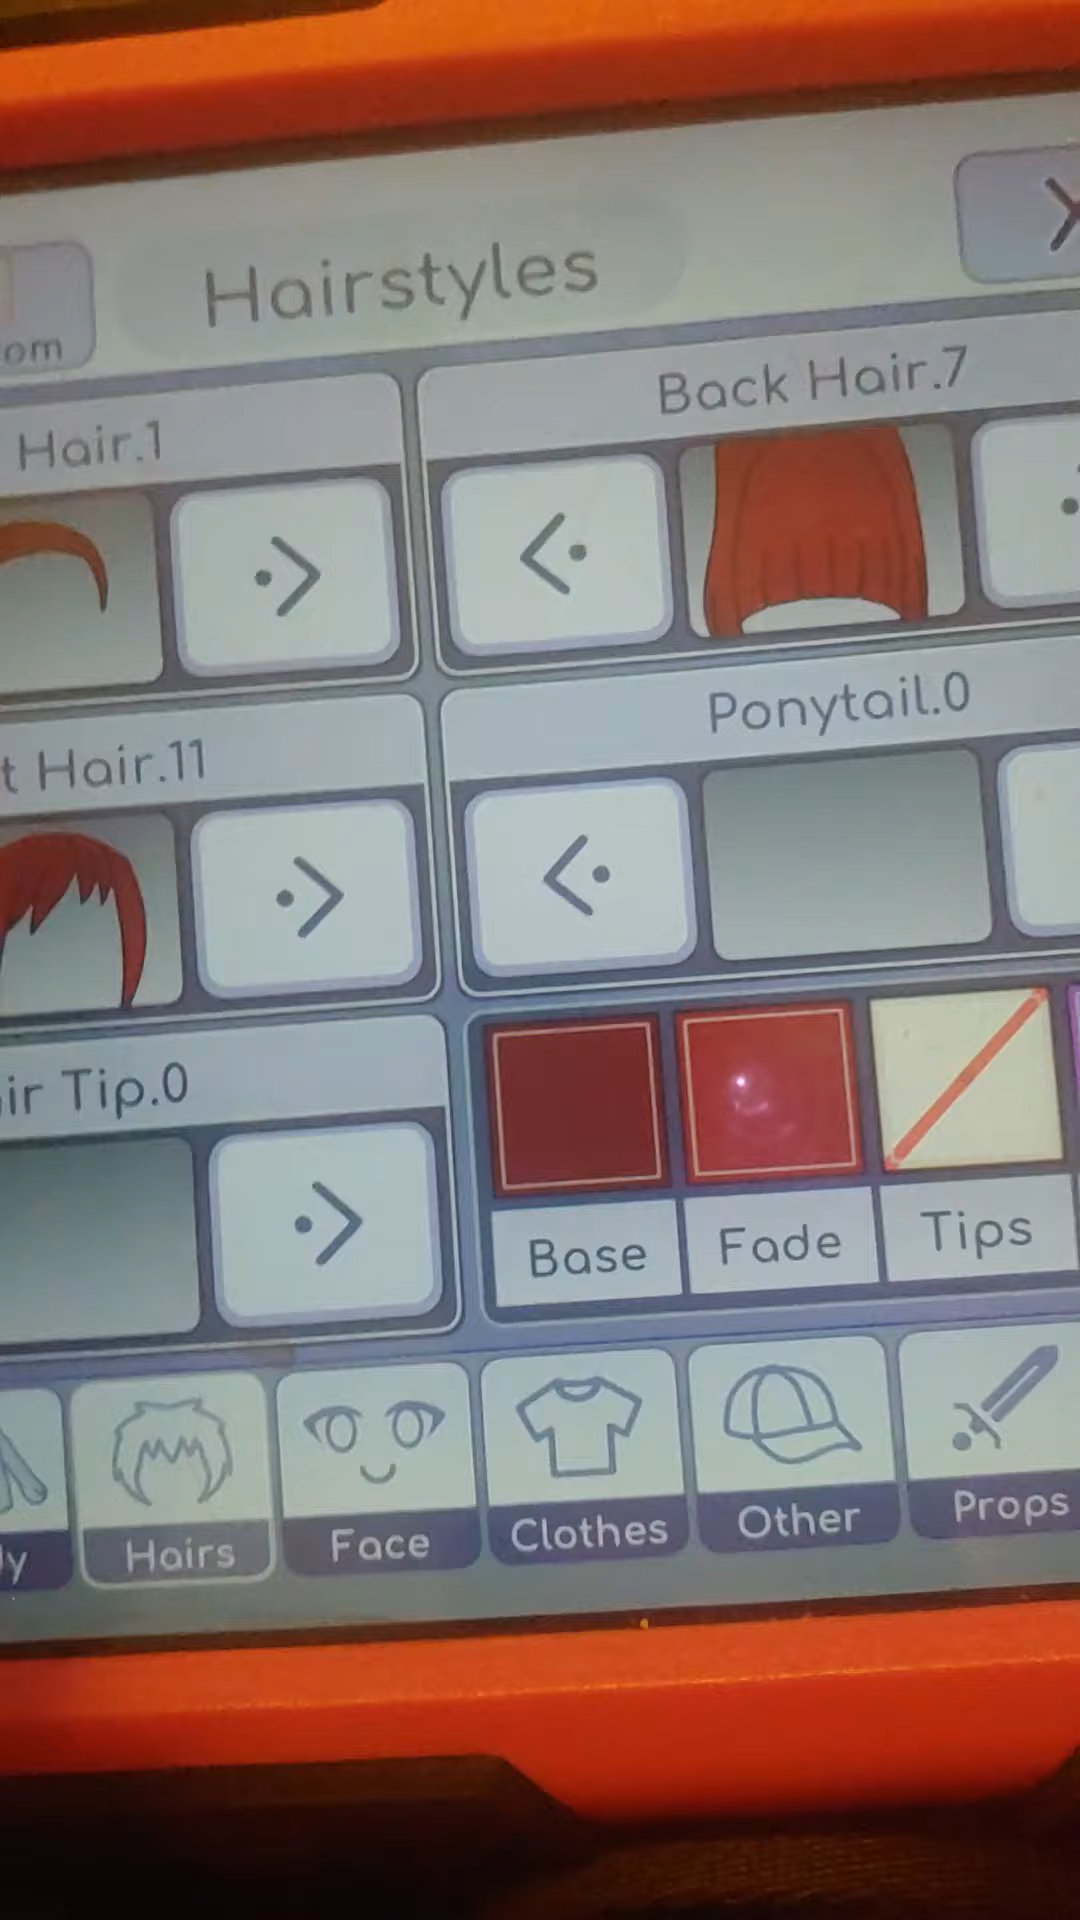 Hairstyles
om
Hair.1
Back Hair.7
t Hair.11
Ponytail.0
ir Tip.0
Base
Fade
Tips
y
Hairs
Face
Clothes
Other
Props